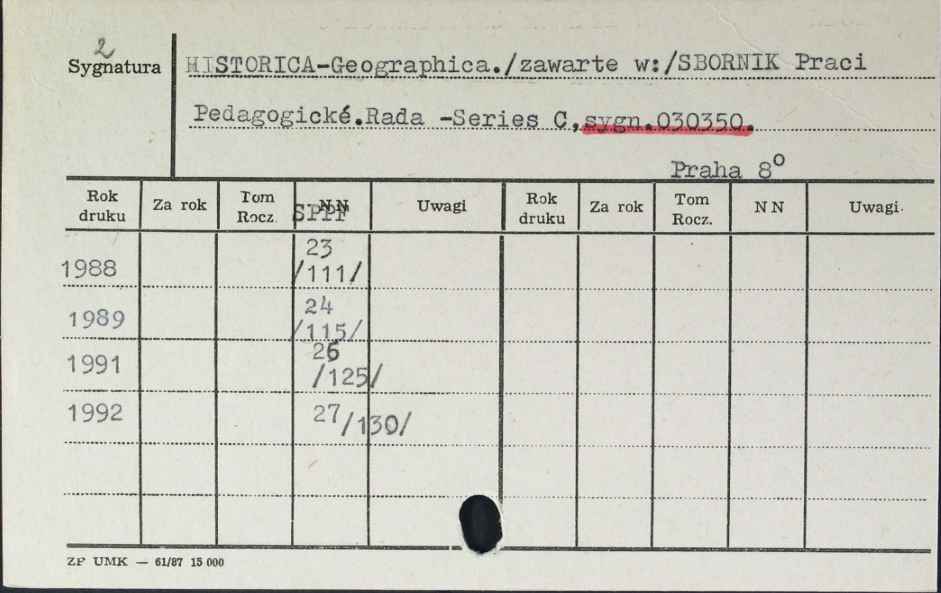 2
Sygnatura
HISTORICA-Geographica./zawarte w:/SBORNIK Praci
Pedagogické.Rada -Series C,sygn.030350.
Praha 8o
Rok druku Za rok Tom Rocz. NN Uwagi Rok druku Za rok Tom Rocz. NN Uwagi.
SPPF
1988 23 /111/
1989 24 /115/
1991 26 /125/
1992 27/130/
ZP UMK — 61/87 15 000